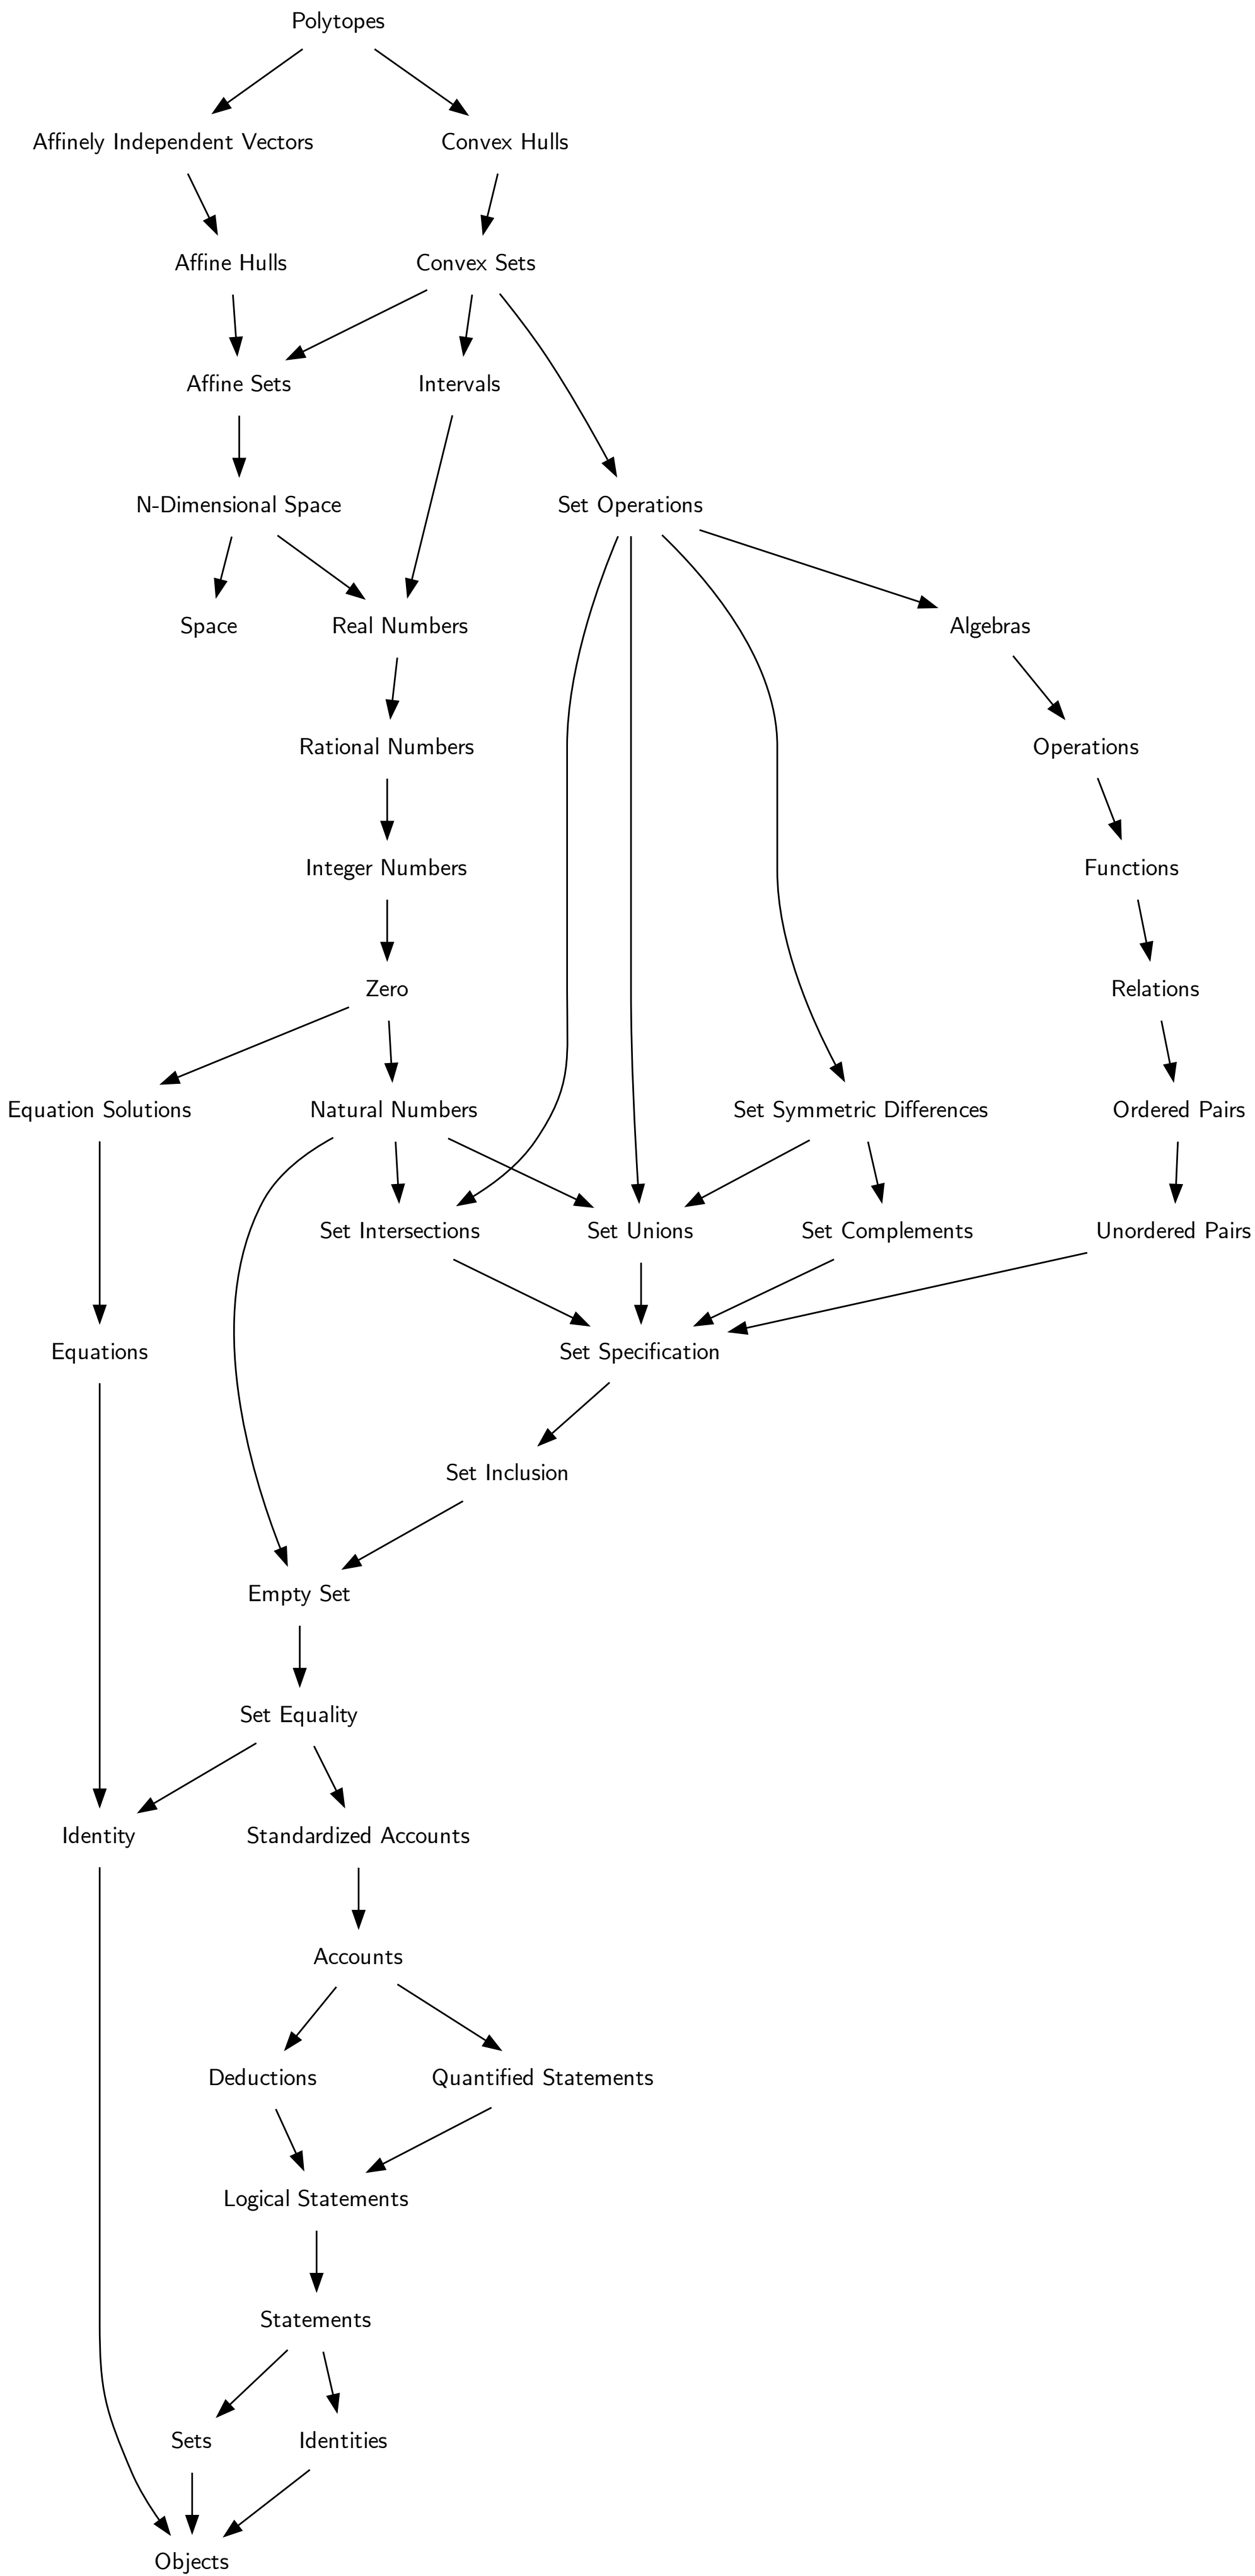 Polytopes
Affinely Independent Vectors
Convex Hulls
Affine Hulls
Convex Sets
Affine Sets
Intervals
N-Dimensional Space
Set Operations
Space
Real Numbers
Algebras
Rational Numbers
Operations
Integer Numbers
Functions
Zero
Relations
Equation Solutions
Natural Numbers
Set Symmetric Differences
Ordered Pairs
Set Intersections
Set Unions
Set Complements
Unordered Pairs
Equations
Set Specification
Set Inclusion
Empty Set
Set Equality
Identity
Standardized Accounts
Accounts
Deductions
Quantified Statements
Logical Statements
Statements
Sets
Identities
Objects